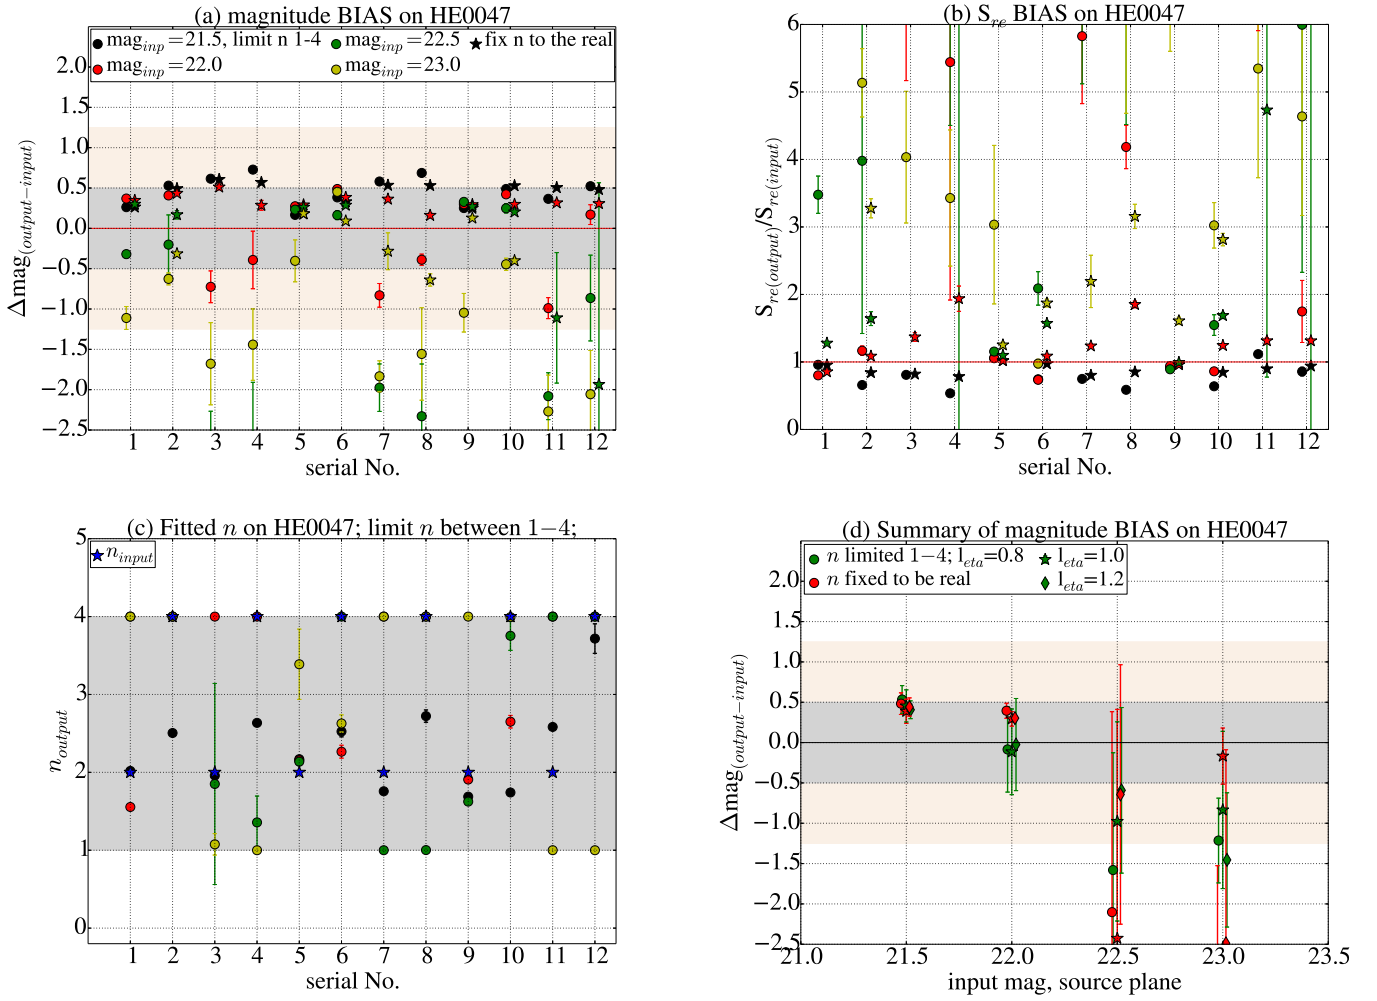 (a) magnitude BIAS on HE0047
mag_inp = 21.5, limit n 1-4
mag_inp = 22.5
fix n to the real
mag_inp = 22.0
mag_inp = 23.0
2.0
1.5
1.0
0.5
0.0
−0.5
−1.0
−1.5
−2.0
−2.5
Δmag_(output−input)
1 2 3 4 5 6 7 8 9 10 11 12
serial No.
(b) S_re BIAS on HE0047
6
5
4
3
2
1
0
S_re(output)/S_re(input)
1 2 3 4 5 6 7 8 9 10 11 12
serial No.
(c) Fitted n on HE0047; limit n between 1−4;
n_input
5
4
3
2
1
0
n_output
1 2 3 4 5 6 7 8 9 10 11 12
serial No.
(d) Summary of magnitude BIAS on HE0047
n limited 1−4; l_eta=0.8
l_eta=1.0
n fixed to be real
l_eta=1.2
2.0
1.5
1.0
0.5
0.0
−0.5
−1.0
−1.5
−2.0
−2.5
Δmag_(output−input)
21.0 21.5 22.0 22.5 23.0 23.5
input mag, source plane